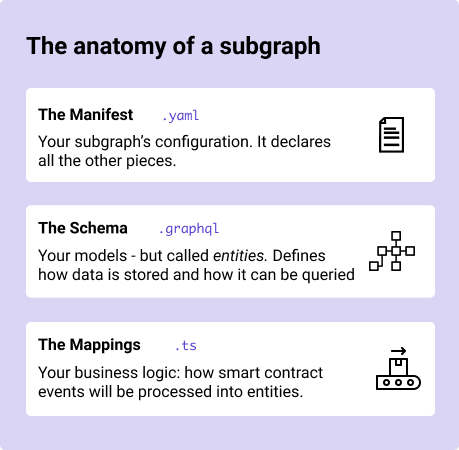 The anatomy of a subgraph
The Manifest .yaml
Your subgraph’s configuration. It declares
all the other pieces.
The Schema .graphql
Your models - but called entities. Defines
how data is stored and how it can be queried
The Mappings .ts
Your business logic: how smart contract
events will be processed into entities.